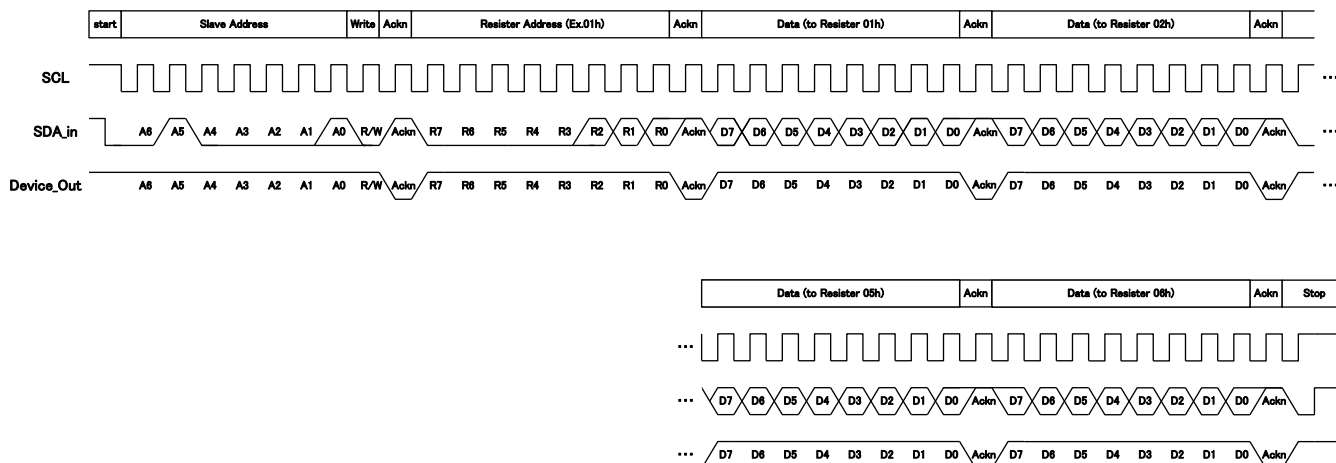 start Slave Address Write Ackn Resister Address (Ex.01h) Ackn Data (to Resister 01h) Ackn Data (to Resister 02h) Ackn
SCL ...
SDA_in A6 A5 A4 A3 A2 A1 A0 R/W Ackn R7 R6 R5 R4 R3 R2 R1 R0 Ackn D7 D6 D5 D4 D3 D2 D1 D0 Ackn D7 D6 D5 D4 D3 D2 D1 D0 Ackn ...
Device_Out A6 A5 A4 A3 A2 A1 A0 R/W Ackn R7 R6 R5 R4 R3 R2 R1 R0 Ackn D7 D6 D5 D4 D3 D2 D1 D0 Ackn D7 D6 D5 D4 D3 D2 D1 D0 Ackn ...
Data (to Resister 05h) Ackn Data (to Resister 06h) Ackn Stop
...
... D7 D6 D5 D4 D3 D2 D1 D0 Ackn D7 D6 D5 D4 D3 D2 D1 D0 Ackn
... D7 D6 D5 D4 D3 D2 D1 D0 Ackn D7 D6 D5 D4 D3 D2 D1 D0 Ackn